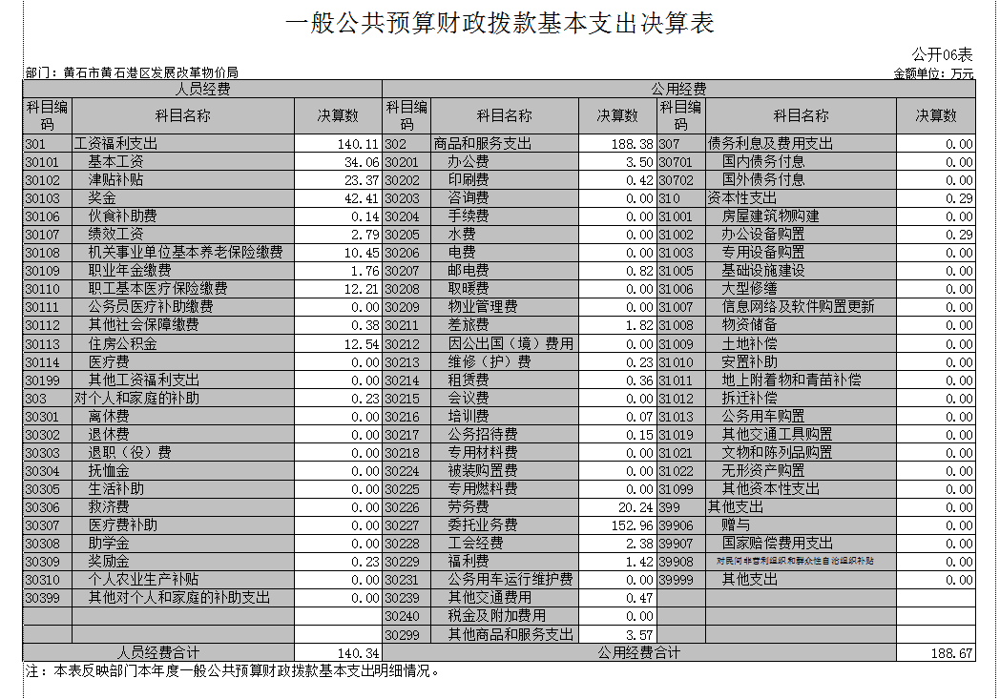 一般公共预算财政拨款基本支出决算表
公开06表
部门：黄石市黄石港区发展改革物价局 金额单位：万元
人员经费 公用经费
科目编码 科目名称 决算数 科目编码 科目名称 决算数 科目编码 科目名称 决算数
301 工资福利支出 140.11 302 商品和服务支出 188.38 307 债务利息及费用支出 0.00
30101 基本工资 34.06 30201 办公费 3.50 30701 国内债务付息 0.00
30102 津贴补贴 23.37 30202 印刷费 0.42 30702 国外债务付息 0.00
30103 奖金 42.41 30203 咨询费 0.00 310 资本性支出 0.29
30106 伙食补助费 0.14 30204 手续费 0.00 31001 房屋建筑物购建 0.00
30107 绩效工资 2.79 30205 水费 0.00 31002 办公设备购置 0.29
30108 机关事业单位基本养老保险缴费 10.45 30206 电费 0.00 31003 专用设备购置 0.00
30109 职业年金缴费 1.76 30207 邮电费 0.82 31005 基础设施建设 0.00
30110 职工基本医疗保险缴费 12.21 30208 取暖费 0.00 31006 大型修缮 0.00
30111 公务员医疗补助缴费 0.00 30209 物业管理费 0.00 31007 信息网络及软件购置更新 0.00
30112 其他社会保障缴费 0.38 30211 差旅费 1.82 31008 物资储备 0.00
30113 住房公积金 12.54 30212 因公出国（境）费用 0.00 31009 土地补偿 0.00
30114 医疗费 0.00 30213 维修（护）费 0.23 31010 安置补助 0.00
30199 其他工资福利支出 0.00 30214 租赁费 0.36 31011 地上附着物和青苗补偿 0.00
303 对个人和家庭的补助 0.23 30215 会议费 0.00 31012 拆迁补偿 0.00
30301 离休费 0.00 30216 培训费 0.07 31013 公务用车购置 0.00
30302 退休费 0.00 30217 公务招待费 0.15 31019 其他交通工具购置 0.00
30303 退职（役）费 0.00 30218 专用材料费 0.00 31021 文物和陈列品购置 0.00
30304 抚恤金 0.00 30224 被装购置费 0.00 31022 无形资产购置 0.00
30305 生活补助 0.00 30225 专用燃料费 0.00 31099 其他资本性支出 0.00
30306 救济费 0.00 30226 劳务费 20.24 399 其他支出 0.00
30307 医疗费补助 0.00 30227 委托业务费 152.96 39906 赠与 0.00
30308 助学金 0.00 30228 工会经费 2.38 39907 国家赔偿费用支出 0.00
30309 奖励金 0.23 30229 福利费 1.42 39908 对民间非营利组织和群众性自治组织补贴 0.00
30310 个人农业生产补贴 0.00 30231 公务用车运行维护费 0.00 39999 其他支出 0.00
30399 其他对个人和家庭的补助支出 0.00 30239 其他交通费用 0.47
30240 税金及附加费用 0.00
30299 其他商品和服务支出 3.57
人员经费合计 140.34 公用经费合计 188.67
注：本表反映部门本年度一般公共预算财政拨款基本支出明细情况。